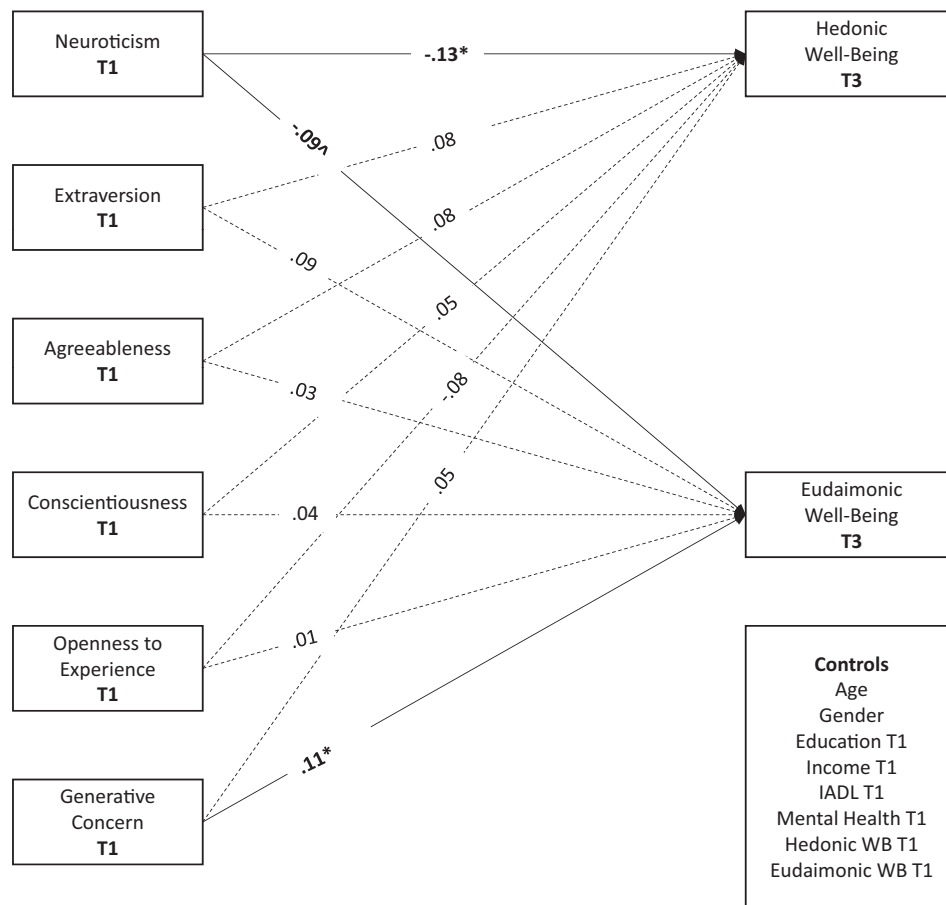 Neuroticism
T1
Extraversion
T1
Agreeableness
T1
Conscientiousness
T1
Openness to
Experience
T1
Generative
Concern
T1
-.13*
-.09^
.08
.09
.08
.03
.05
.04
-.08
.01
.05
.11*
Hedonic
Well-Being
T3
Eudaimonic
Well-Being
T3
Controls
Age
Gender
Education T1
Income T1
IADL T1
Mental Health T1
Hedonic WB T1
Eudaimonic WB T1